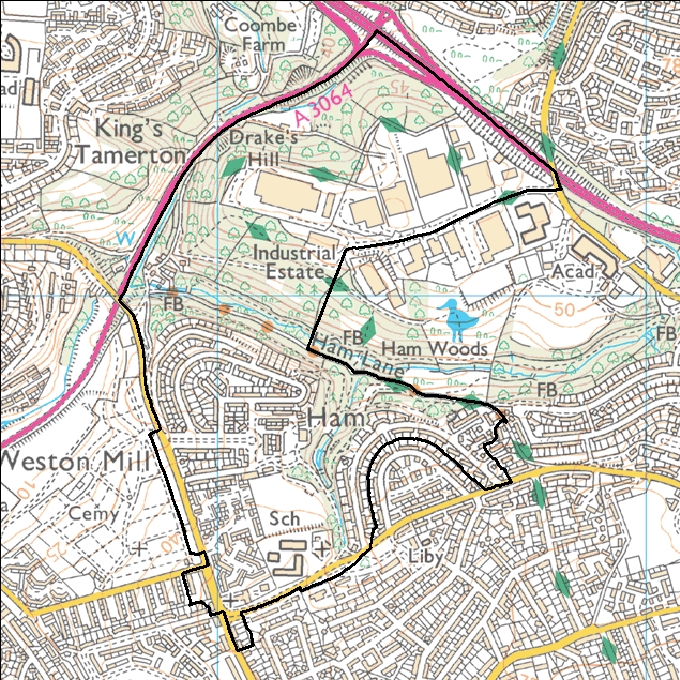 Coombe
Farm
A 3064
45
King's
Tamerton
Drake's
Hill
W
Industrial
Estate
Acad
FB
50
FB
FB
Ham Woods
Ham Lane
FB
Ham
Weston Mill
Cemy
Sch
Liby